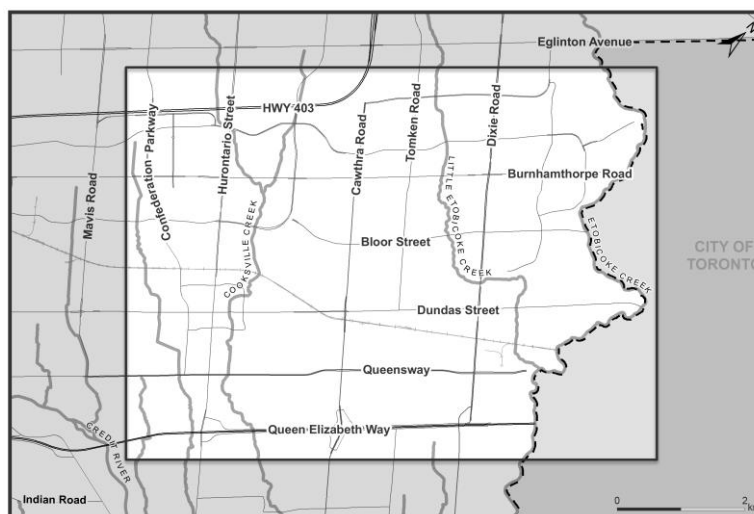 N
Eglinton Avenue
HWY 403
Mavis Road
Confederation Parkway
Hurontario Street
Cawthra Road
Tomken Road
Dixie Road
Burnhamthorpe Road
LITTLE ETOBICOKE CREEK
COOKSVILLE CREEK
Bloor Street
ETOBICOKE CREEK
CITY OF
TORONTO
Dundas Street
Queensway
Queen Elizabeth Way
CREDIT RIVER
Indian Road
0 2